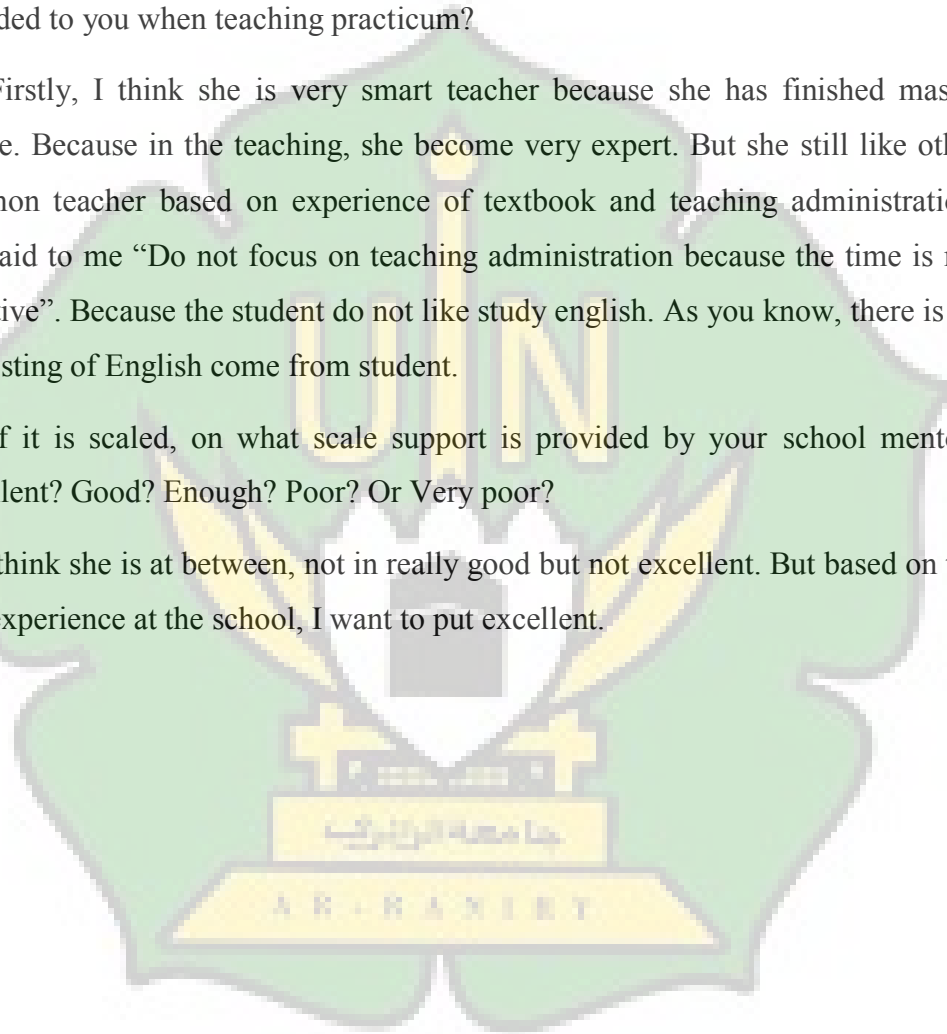 ded to you when teaching practicum?
Firstly, I think she is very smart teacher because she has finished mas
e. Because in the teaching, she become very expert. But she still like oth
non teacher based on experience of textbook and teaching administratio
aid to me “Do not focus on teaching administration because the time is n
tive”. Because the student do not like study english. As you know, there is
sting of English come from student.
f it is scaled, on what scale support is provided by your school mento
lent? Good? Enough? Poor? Or Very poor?
think she is at between, not in really good but not excellent. But based on
experience at the school, I want to put excellent.
UIN
جامعة الرانيري
AR-RANIRY